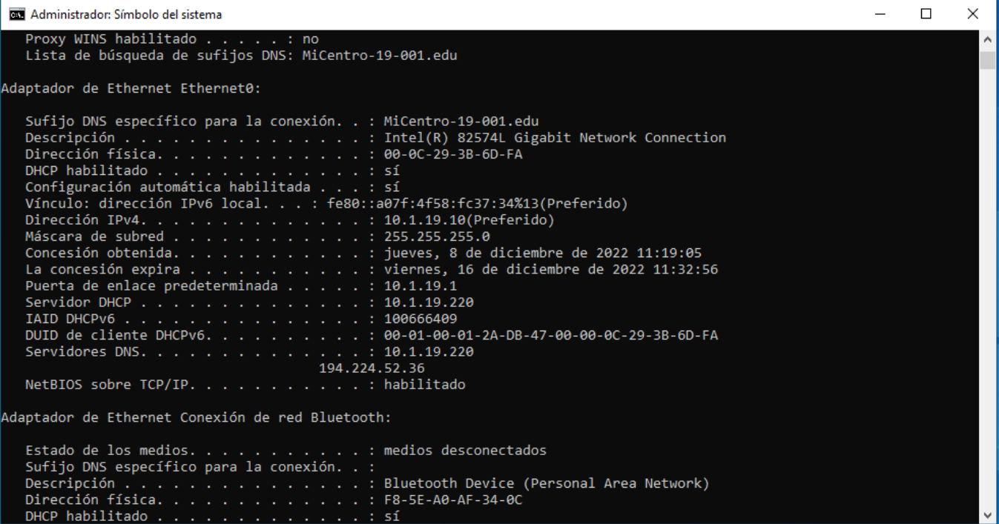 Administrador: Símbolo del sistema
Proxy WINS habilitado . . . . . : no
Lista de búsqueda de sufijos DNS: MiCentro-19-001.edu
Adaptador de Ethernet Ethernet0:
Sufijo DNS específico para la conexión. . : MiCentro-19-001.edu
Descripción . . . . . . . . . . . . . . . : Intel(R) 82574L Gigabit Network Connection
Dirección física. . . . . . . . . . . . . : 00-0C-29-3B-6D-FA
DHCP habilitado . . . . . . . . . . . . . : sí
Configuración automática habilitada . . . : sí
Vínculo: dirección IPv6 local. . . : fe80::a07f:4f58:fc37:34%13(Preferido)
Dirección IPv4. . . . . . . . . . . . . . : 10.1.19.10(Preferido)
Máscara de subred . . . . . . . . . . . . : 255.255.255.0
Concesión obtenida. . . . . . . . . . . . : jueves, 8 de diciembre de 2022 11:19:05
La concesión expira . . . . . . . . . . . : viernes, 16 de diciembre de 2022 11:32:56
Puerta de enlace predeterminada . . . . . : 10.1.19.1
Servidor DHCP . . . . . . . . . . . . . . : 10.1.19.220
IAID DHCPv6 . . . . . . . . . . . . . . . : 100666409
DUID de cliente DHCPv6. . . . . . . . . . : 00-01-00-01-2A-DB-47-00-00-0C-29-3B-6D-FA
Servidores DNS. . . . . . . . . . . . . . : 10.1.19.220
194.224.52.36
NetBIOS sobre TCP/IP. . . . . . . . . . . : habilitado
Adaptador de Ethernet Conexión de red Bluetooth:
Estado de los medios. . . . . . . . . . . : medios desconectados
Sufijo DNS específico para la conexión. . :
Descripción . . . . . . . . . . . . . . . : Bluetooth Device (Personal Area Network)
Dirección física. . . . . . . . . . . . . : F8-5E-A0-AF-34-0C
DHCP habilitado . . . . . . . . . . . . . : sí